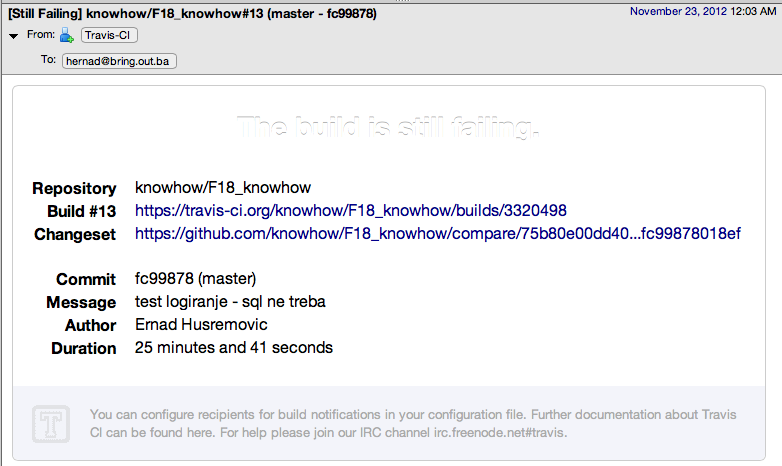 [Still Failing] knowhow/F18_knowhow#13 (master - fc99878) November 23, 2012 12:03 AM
From: Travis-CI
To: hernad@bring.out.ba
The build is still failing.
Repository knowhow/F18_knowhow
Build #13 https://travis-ci.org/knowhow/F18_knowhow/builds/3320498
Changeset https://github.com/knowhow/F18_knowhow/compare/75b80e00dd40...fc99878018ef
Commit fc99878 (master)
Message test logiranje - sql ne treba
Author Ernad Husremovic
Duration 25 minutes and 41 seconds
T
You can configure recipients for build notifications in your configuration file. Further documentation about Travis
CI can be found here. For help please join our IRC channel irc.freenode.net#travis.